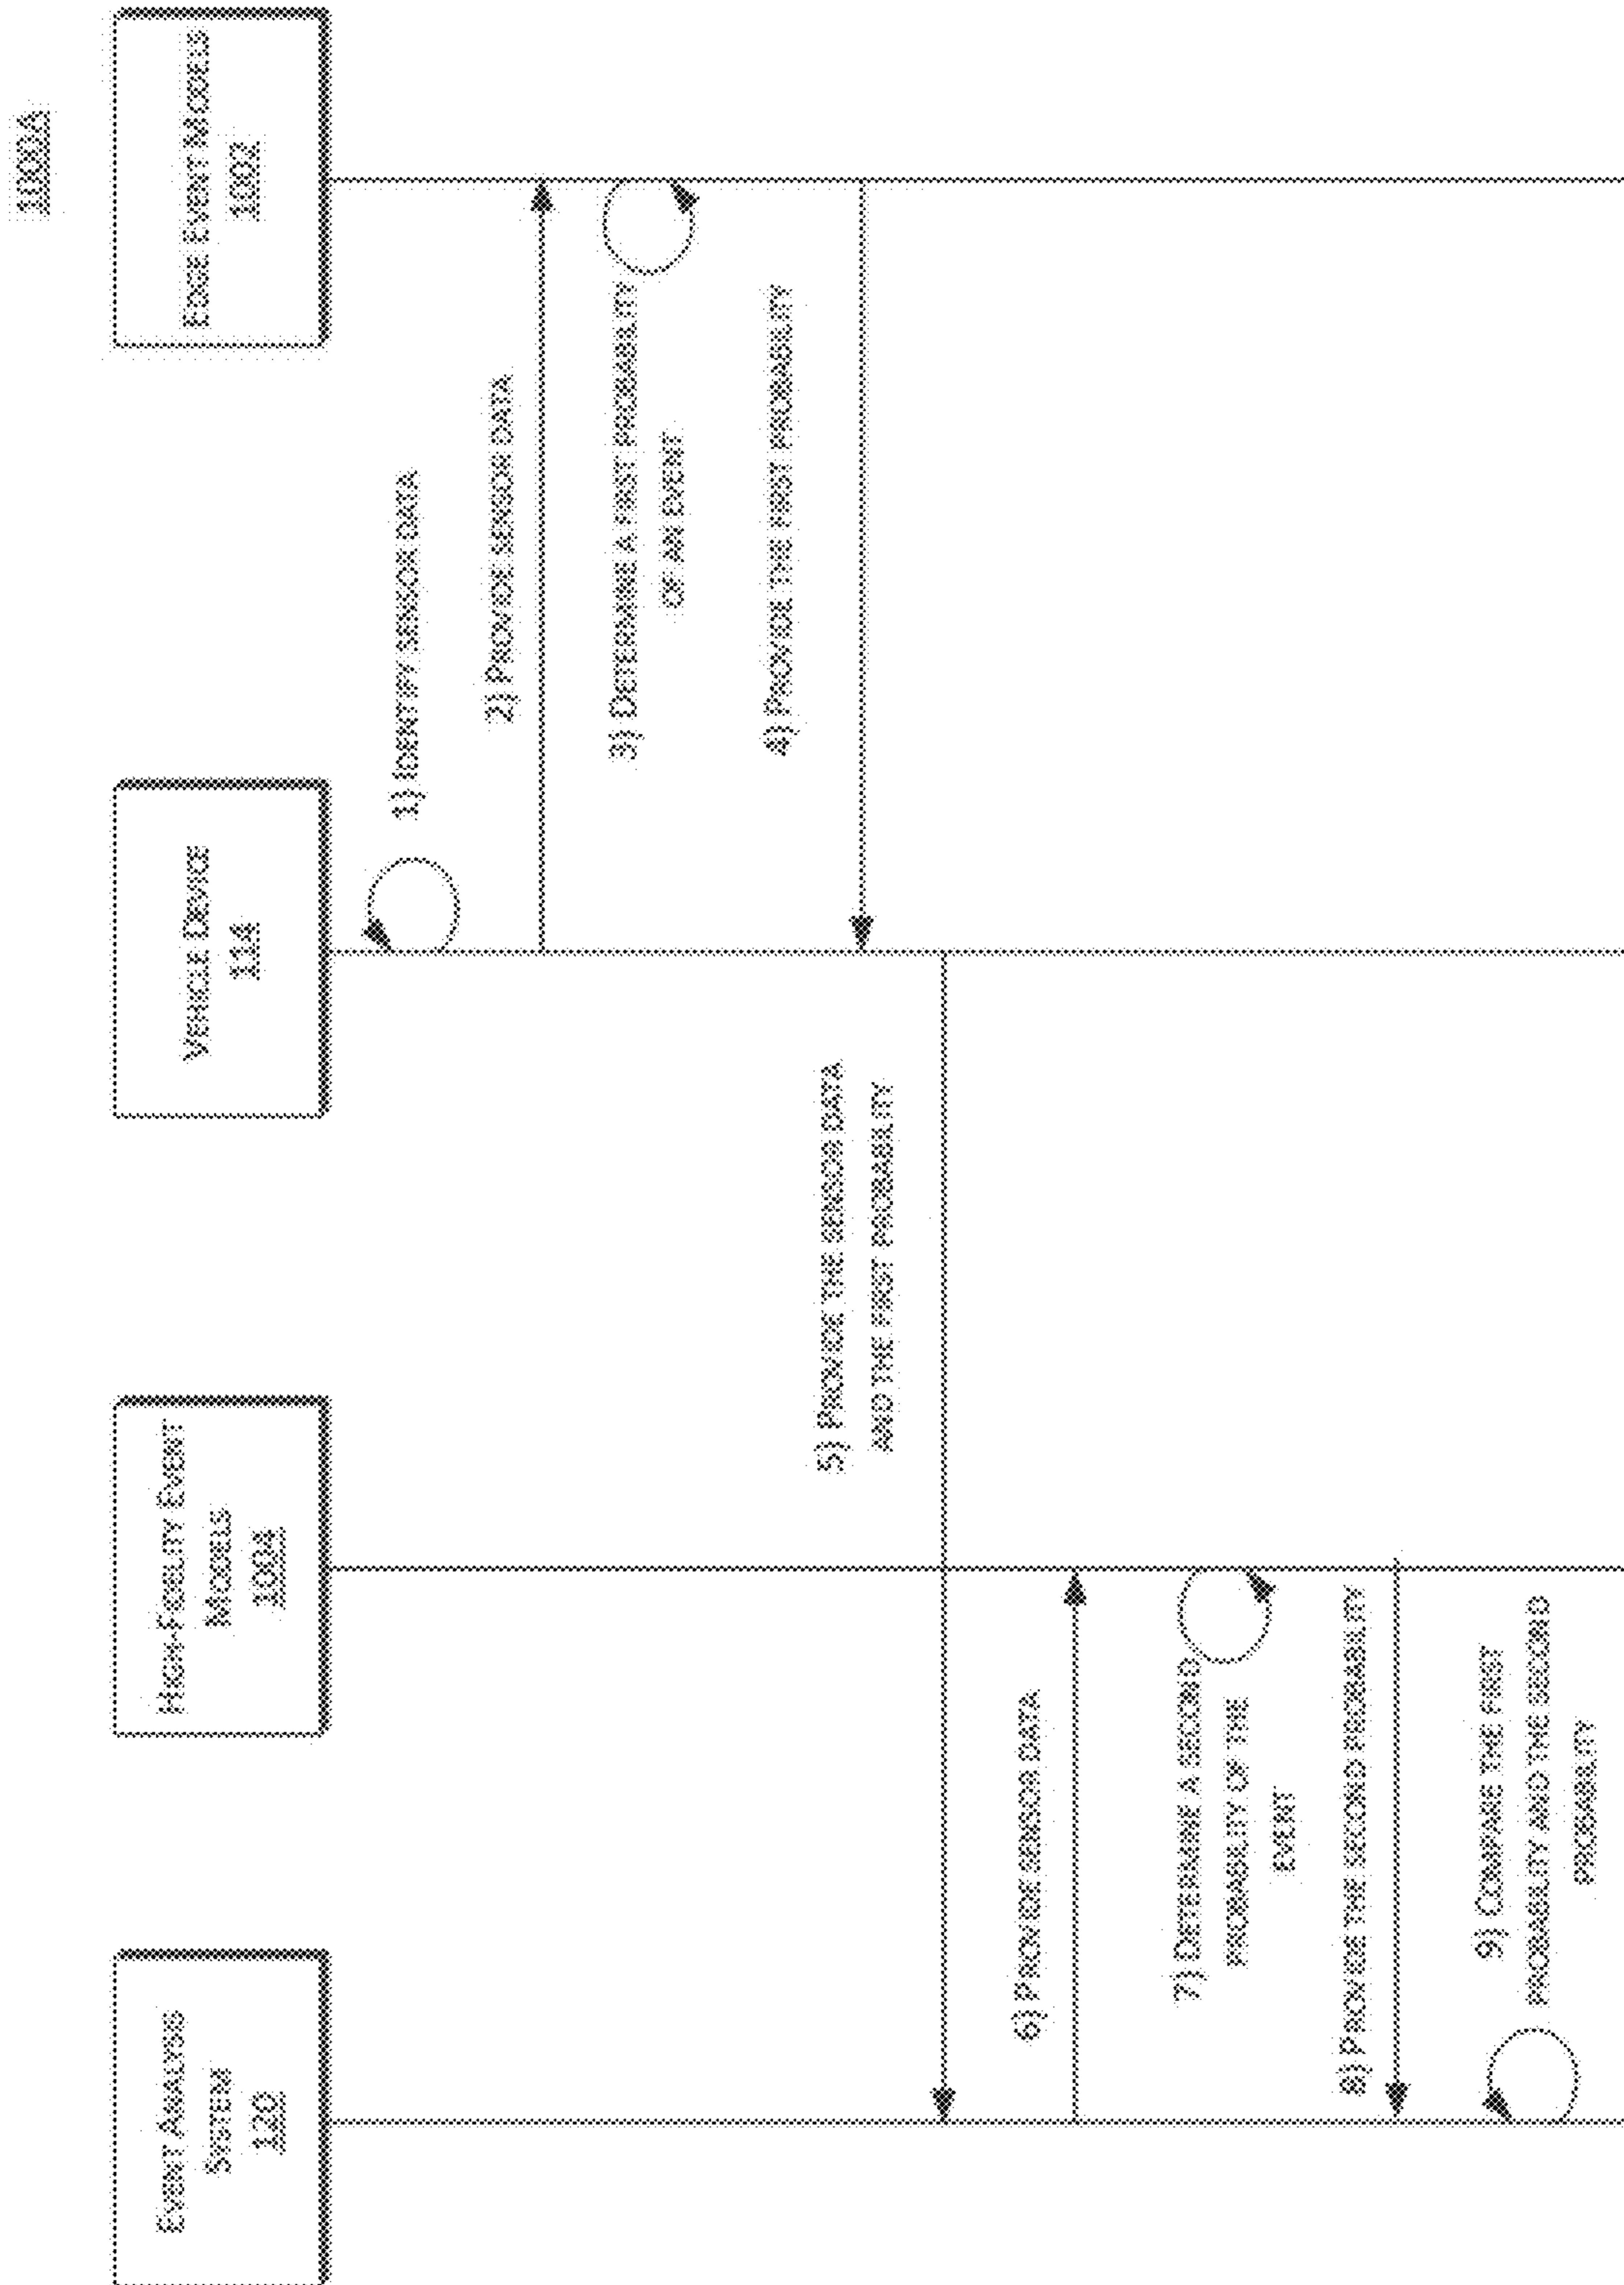 1000A
EVENT ANALYSIS
SYSTEM
120
HIGH-FIDELITY EVENT
MODELS
1004
VEHICLE DEVICE
114
EDGE EVENT MODELS
1002
1) IDENTIFY SENSOR DATA
2) PROVIDE SENSOR DATA
3) DETERMINE A FIRST PROBABILITY
OF AN EVENT
4) PROVIDE THE FIRST PROBABILITY
5) PROVIDE THE SENSOR DATA
AND THE FIRST PROBABILITY
6) PROVIDE SENSOR DATA
7) DETERMINE A SECOND
PROBABILITY OF THE
EVENT
8) PROVIDE THE SECOND PROBABILITY
9) COMPARE THE FIRST
PROBABILITY AND THE SECOND
PROBABILITY